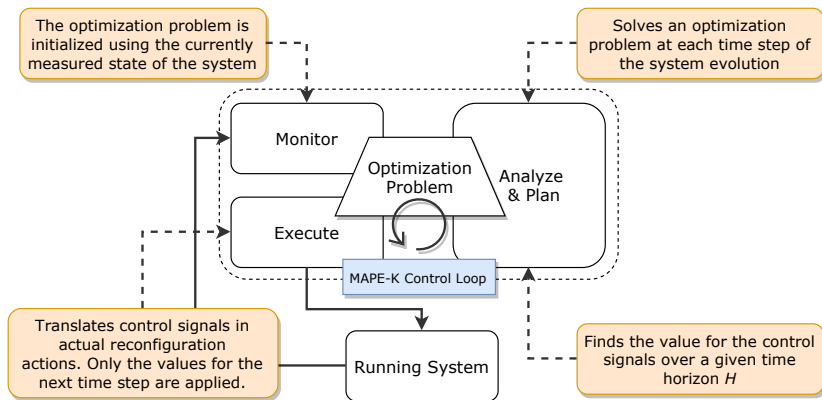 The optimization problem is
initialized using the currently
measured state of the system
Solves an optimization
problem at each time step of
the system evolution
Monitor
Optimization
Problem
Analyze
& Plan
Execute
MAPE-K Control Loop
Translates control signals in
actual reconfiguration
actions. Only the values for the
next time step are applied.
Running System
Finds the value for the control
signals over a given time
horizon H